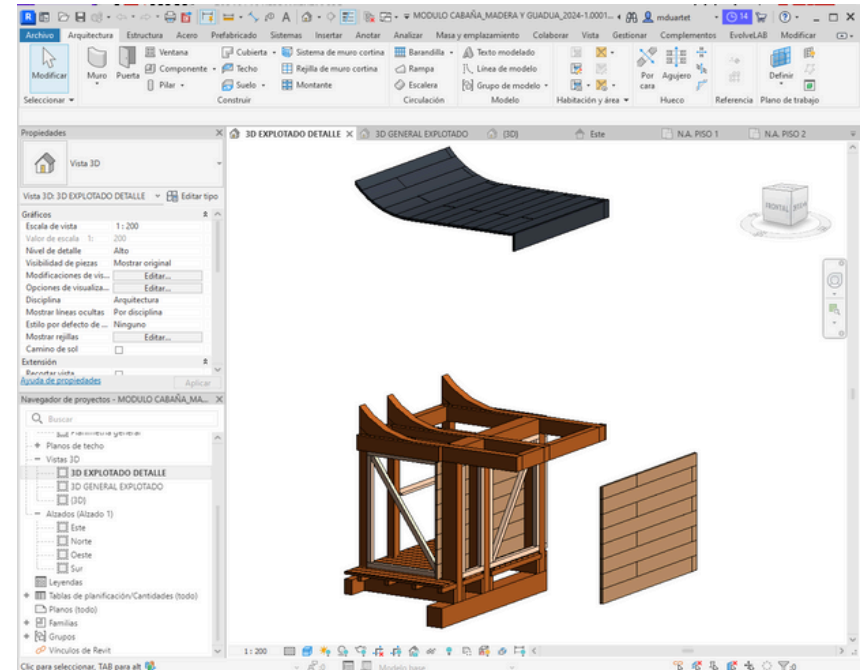 MODULO CABAÑA_MADERA Y GUADUA_2024-1.0001... mduartet 14
Archivo Arquitectura Estructura Acero Prefabricado Sistemas Insertar Anotar Analizar Masa y emplazamiento Colaborar Vista Gestionar Complementos EvolveLAB Modificar
Modificar Muro Puerta Ventana Componente Pilar Cubierta Techo Suelo Sistema de muro cortina Rejilla de muro cortina Montante Barandilla Rampa Escalera Texto modelado Línea de modelo Grupo de modelo Por cara Agujero Definir
Seleccionar Construir Circulación Modelo Habitación y área Hueco Referencia Plano de trabajo
Propiedades
3D EXPLOTADO DETALLE 3D GENERAL EXPLOTADO {3D} Este N.A. PISO 1 N.A. PISO 2
Vista 3D
Vista 3D: 3D EXPLOTADO DETALLE Editar tipo
Gráficos
Escala de vista 1 : 200
Valor de escala 1: 200
Nivel de detalle Alto
Visibilidad de piezas Mostrar original
Modificaciones de vis... Editar...
Opciones de visualiza... Editar...
Disciplina Arquitectura
Mostrar líneas ocultas Por disciplina
Estilo por defecto de ... Ninguno
Mostrar rejillas Editar...
Camino de sol
Extensión
Recortar vista
Ayuda de propiedades Aplicar
Navegador de proyectos - MODULO CABAÑA_MA...
Buscar
Planimetria general
Planos de techo
Vistas 3D
3D EXPLOTADO DETALLE
3D GENERAL EXPLOTADO
{3D}
Alzados (Alzado 1)
Este
Norte
Oeste
Sur
Leyendas
Tablas de planificación/Cantidades (todo)
Planos (todo)
Familias
Grupos
Vínculos de Revit
FRONTAL
1 : 200
Clic para seleccionar, TAB para alt
Modelo base